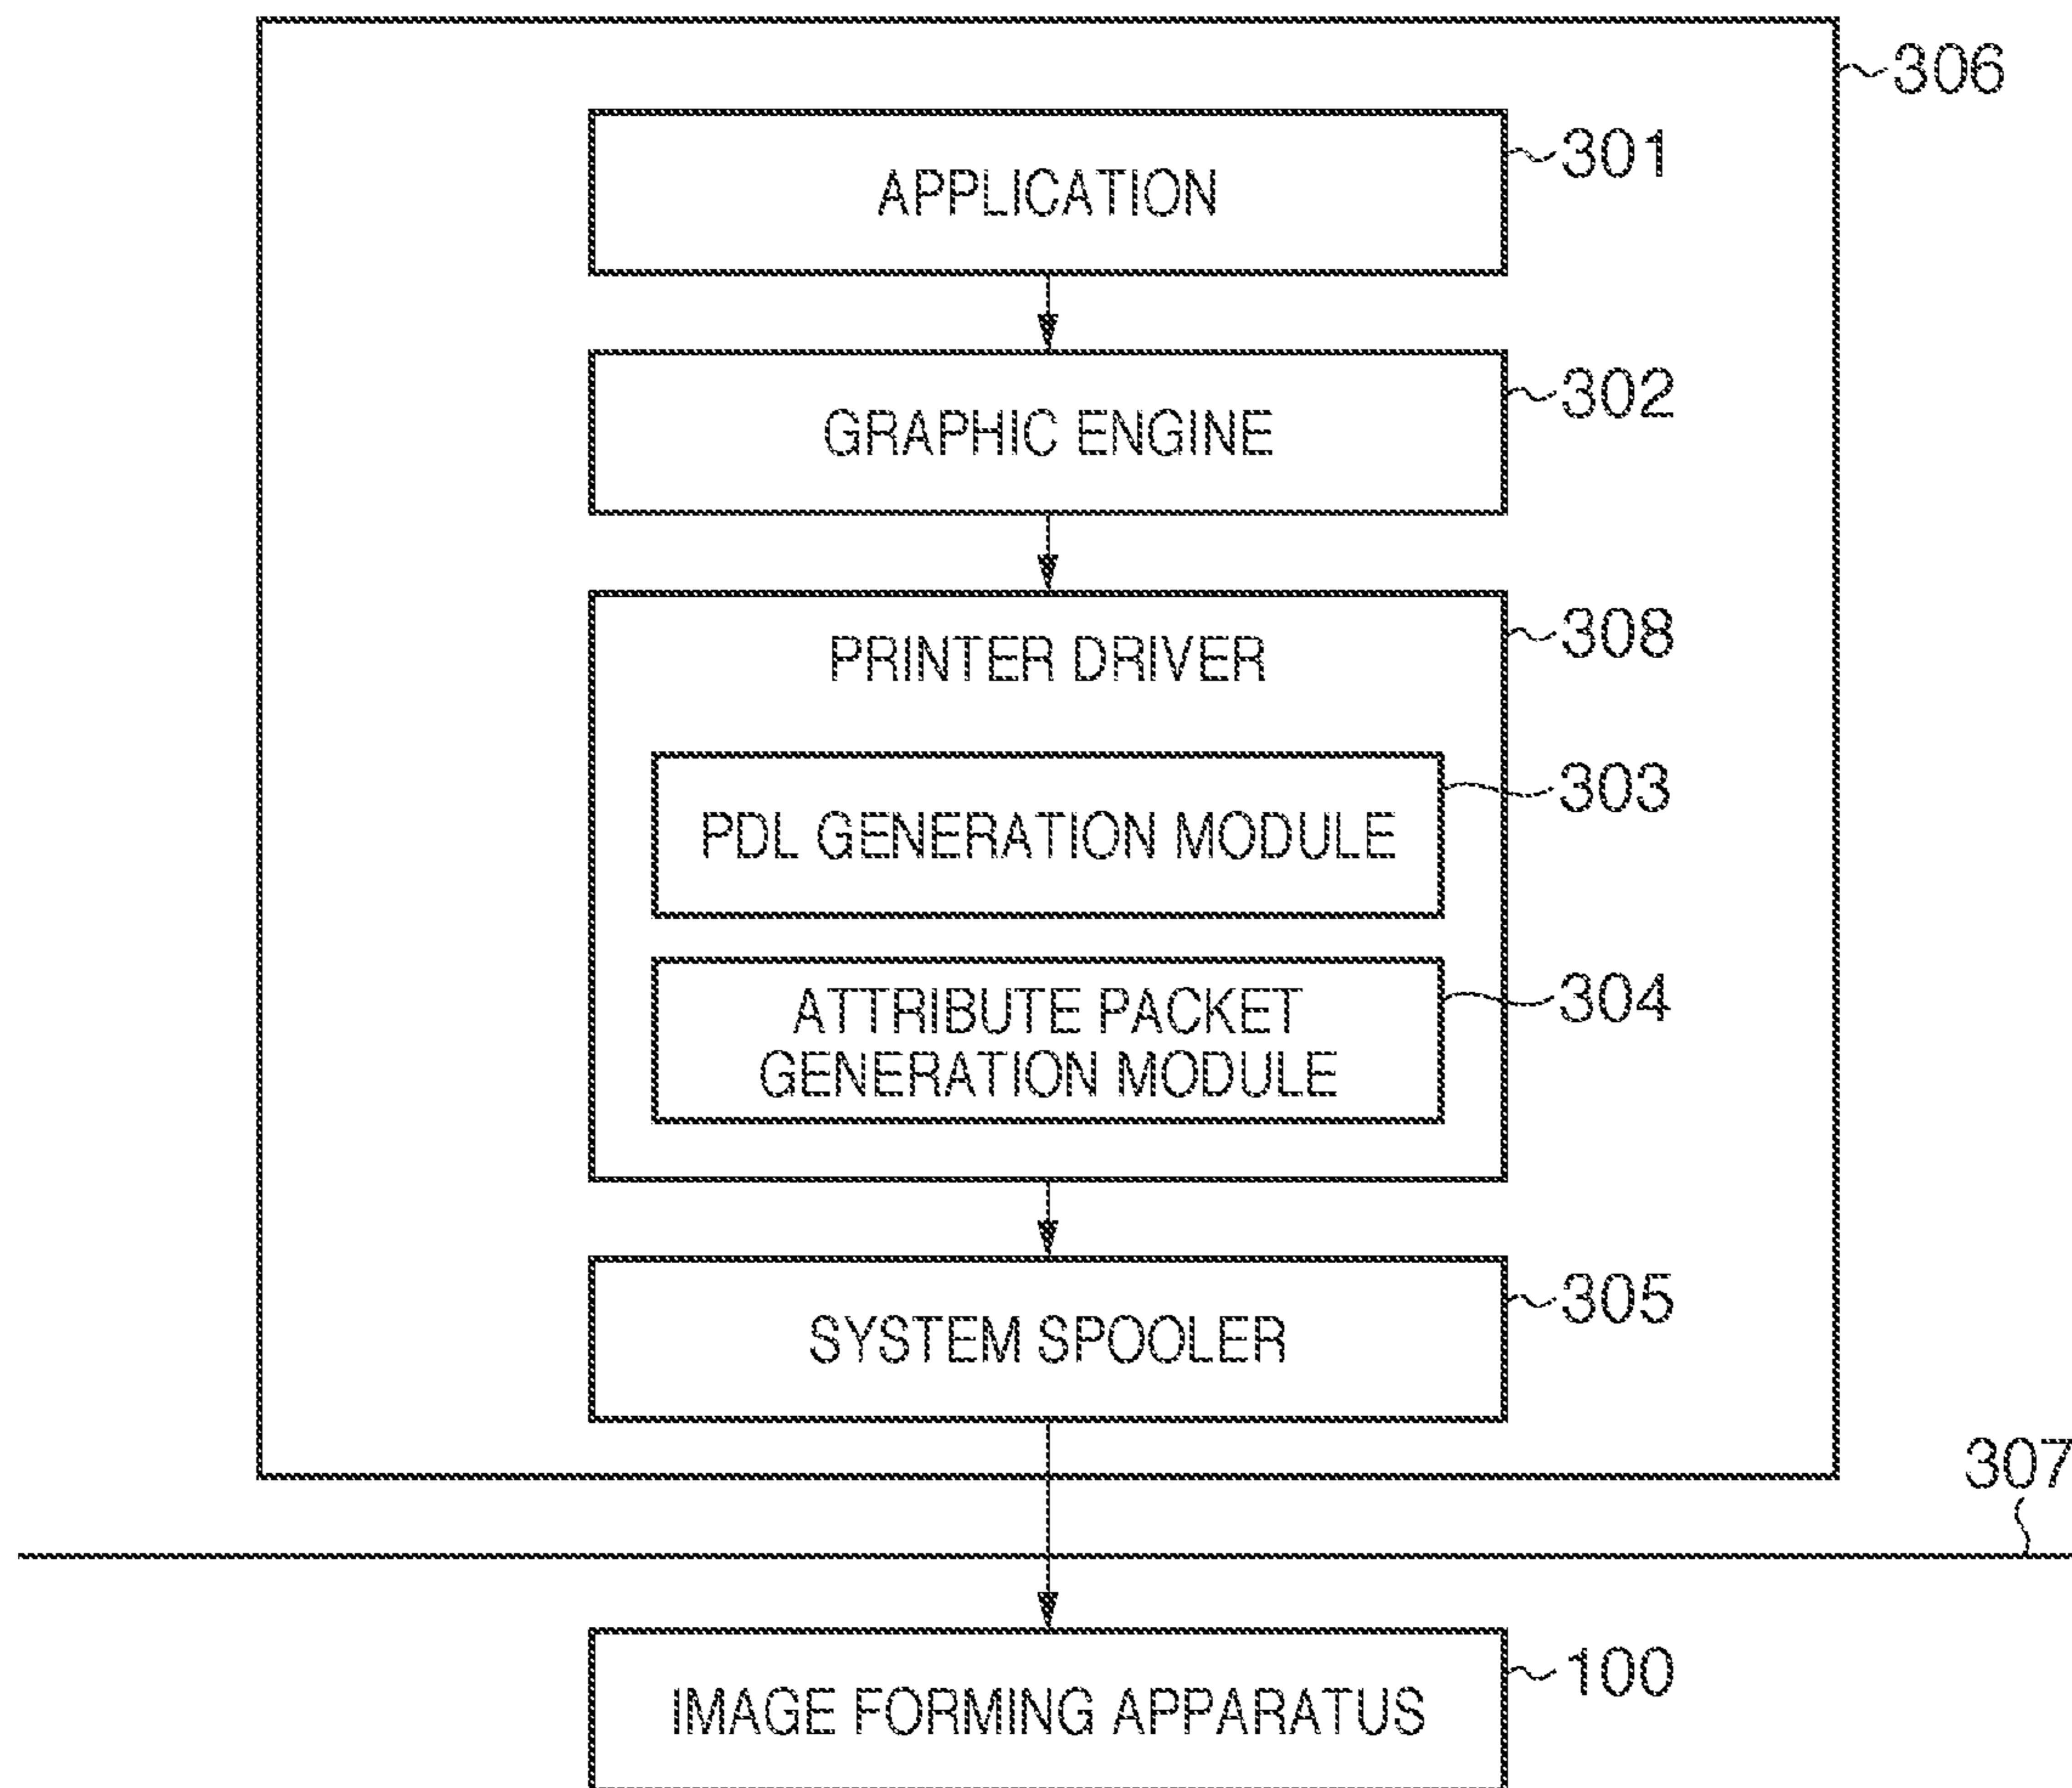 306
APPLICATION
301
GRAPHIC ENGINE
302
PRINTER DRIVER
308
PDL GENERATION MODULE
303
ATTRIBUTE PACKET
GENERATION MODULE
304
SYSTEM SPOOLER
305
307
IMAGE FORMING APPARATUS
100